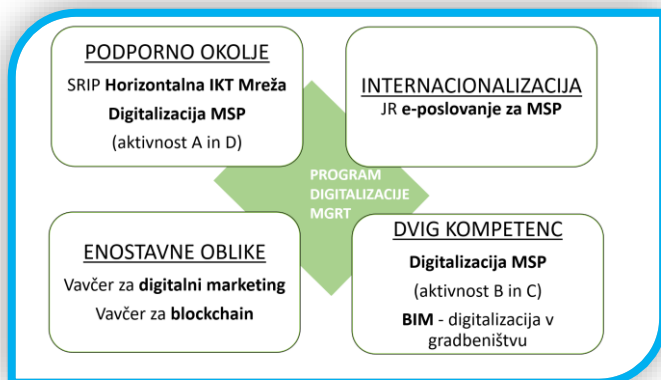 PODPORNO OKOLJE
SRIP Horizontalna IKT Mreža
Digitalizacija MSP
(aktivnost A in D)
INTERNACIONALIZACIJA
JR e-poslovanje za MSP
PROGRAM
DIGITALIZACIJE
MGRT
ENOSTAVNE OBLIKE
Vavčer za digitalni marketing
Vavčer za blockchain
DVIG KOMPETENC
Digitalizacija MSP
(aktivnost B in C)
BIM - digitalizacija v
gradbeništvu